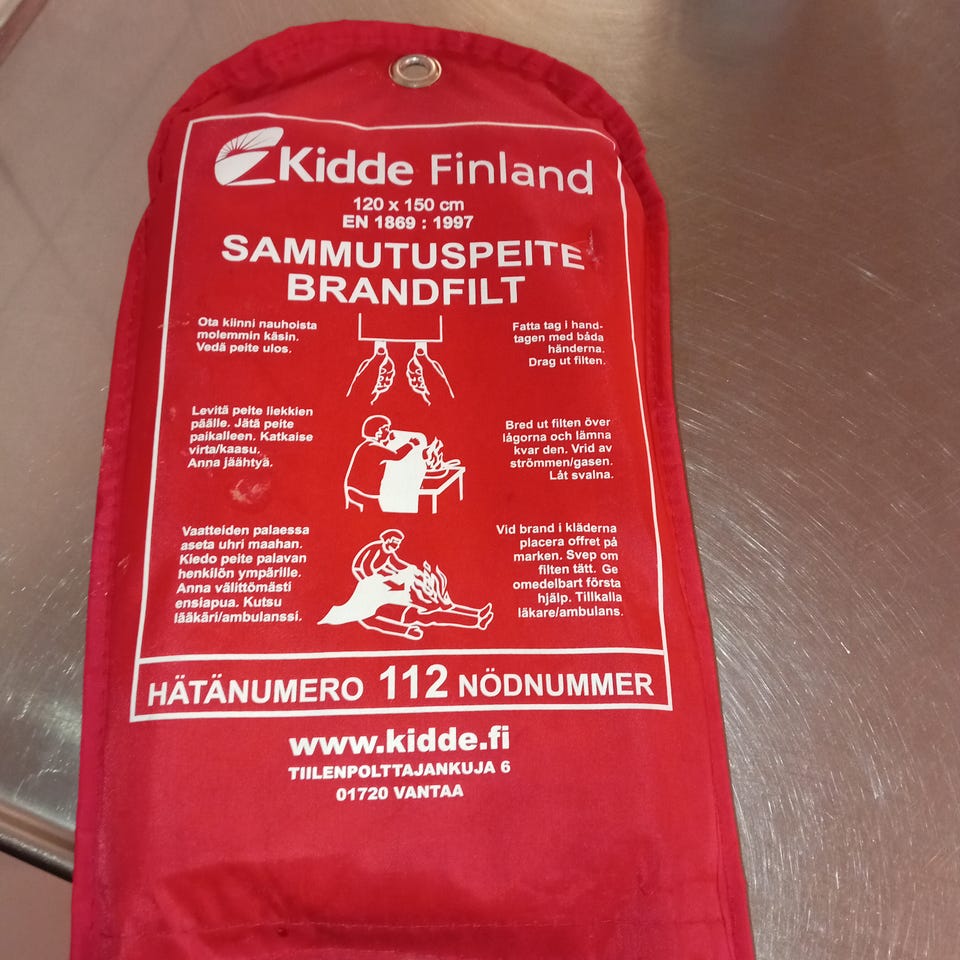 Kidde Finland
120 x 150 cm
EN 1869 : 1997
SAMMUTUSPEITE
BRANDFILT
Ota kiinni nauhoista
molemmin käsin.
Vedä peite ulos.
Fatta tag i hand-
tagen med båda
händerna.
Drag ut filten.
Levitä peite liekkien
päälle. Jätä peite
paikalleen. Katkaise
virta/kaasu.
Anna jäähtyä.
Bred ut filten över
lågorna och lämna
kvar den. Vrid av
strömmen/gasen.
Låt svalna.
Vaatteiden palaessa
aseta uhri maahan.
Kiedo peite palavan
henkilön ympärille.
Anna välittömästi
ensiapua. Kutsu
lääkäri/ambulanssi.
Vid brand i kläderna
placera offret på
marken. Svep om
filten tätt. Ge
omedelbart första
hjälp. Tillkalla
läkare/ambulans.
HÄTÄNUMERO 112 NÖDNUMMER
www.kidde.fi
TIILENPOLTTAJANKUJA 6
01720 VANTAA